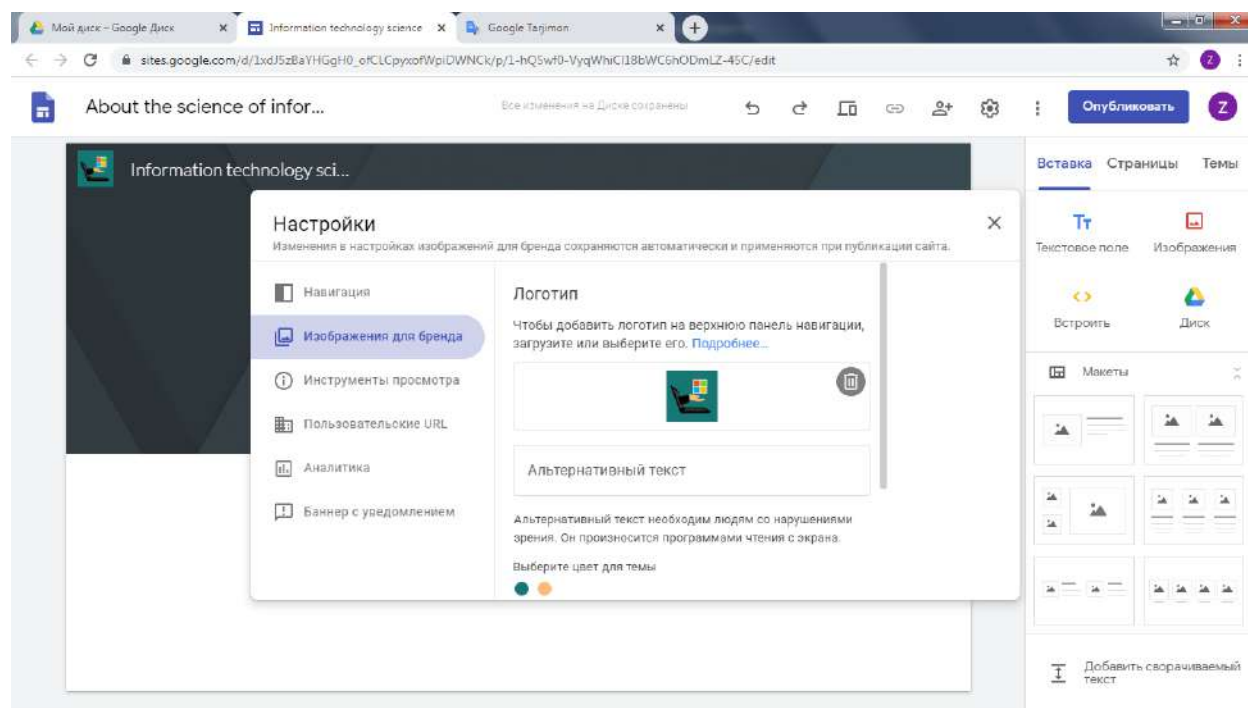 Мой диск – Google Диск
Information technology science
Google Tarjimon
sites.google.com/d/1xdJ5zBaYHGgH0_ofCLCpyxofWpiDWNCk/p/1-hQSwf0-VyqWhiCI18bWC6hODmLZ-45C/edit
Z
About the science of infor...
Все изменения на Диске сохранены
Опубликовать
Z
Information technology sci...
Вставка Страницы Темы
Настройки
Изменения в настройках изображений для бренда сохраняются автоматически и применяются при публикации сайта.
Навигация
Изображения для бренда
Инструменты просмотра
Пользовательские URL
Аналитика
Баннер с уведомлением
Логотип
Чтобы добавить логотип на верхнюю панель навигации,
загрузите или выберите его. Подробнее...
Альтернативный текст
Альтернативный текст необходим людям со нарушениями
зрения. Он произносится программами чтения с экрана.
Выберите цвет для темы
Тт
Текстовое поле
Изображения
Встроить
Диск
Макеты
Добавить сворачиваемый
текст